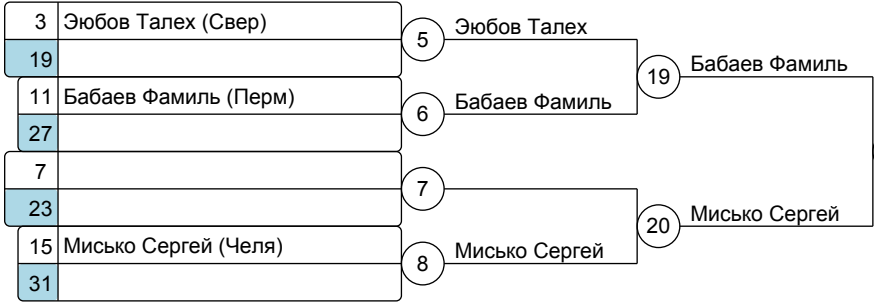 3 Эюбов Талех (Свер)
5 Эюбов Талех
19
19 Бабаев Фамиль
11 Бабаев Фамиль (Перм)
6 Бабаев Фамиль
27
7
7
23
20 Мисько Сергей
15 Мисько Сергей (Челя)
8 Мисько Сергей
31